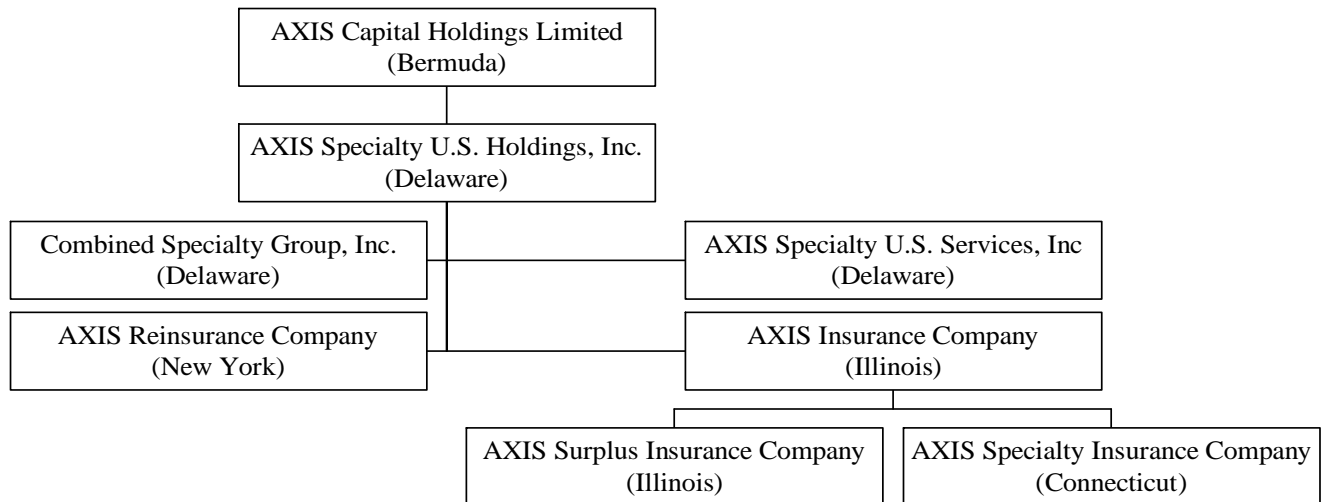 AXIS Capital Holdings Limited
(Bermuda)
AXIS Specialty U.S. Holdings, Inc.
(Delaware)
Combined Specialty Group, Inc.
(Delaware)
AXIS Specialty U.S. Services, Inc
(Delaware)
AXIS Reinsurance Company
(New York)
AXIS Insurance Company
(Illinois)
AXIS Surplus Insurance Company
(Illinois)
AXIS Specialty Insurance Company
(Connecticut)